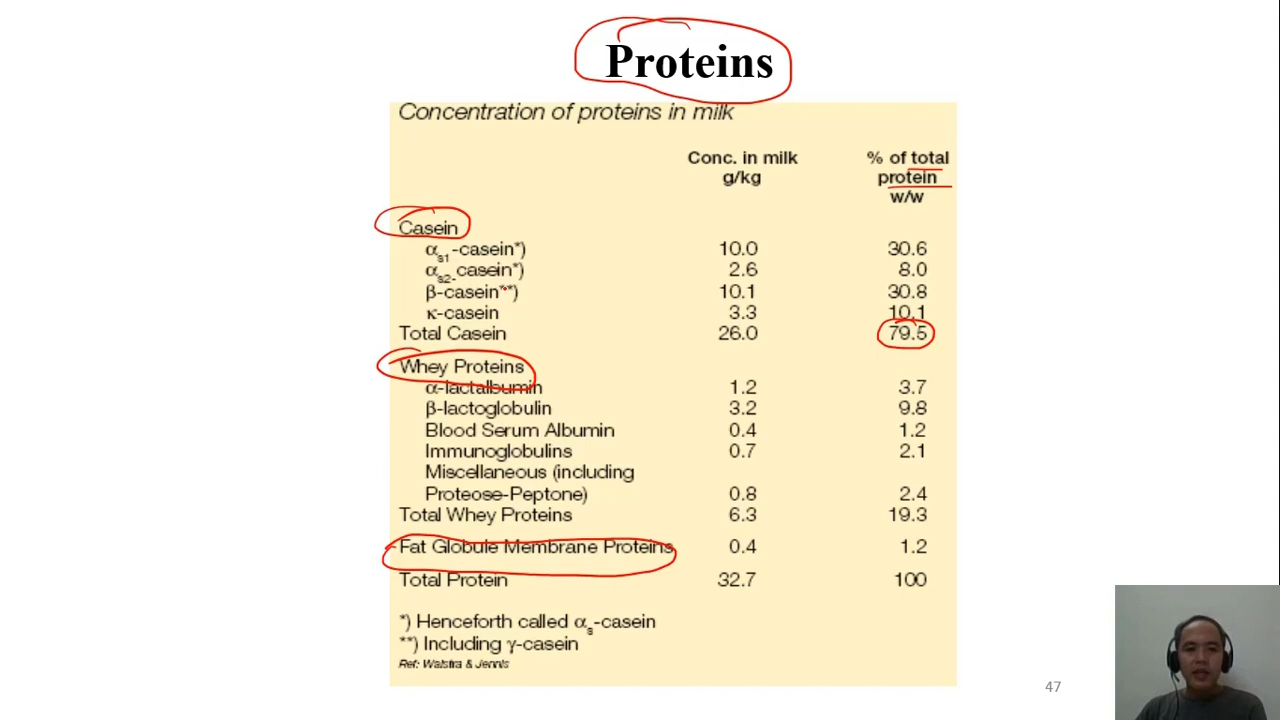 Proteins
Concentration of proteins in milk
Conc. in milk % of total
g/kg protein
w/w
Casein
αs1-casein*) 10.0 30.6
αs2-casein*) 2.6 8.0
β-casein**) 10.1 30.8
κ-casein 3.3 10.1
Total Casein 26.0 79.5
Whey Proteins
α-lactalbumin 1.2 3.7
β-lactoglobulin 3.2 9.8
Blood Serum Albumin 0.4 1.2
Immunoglobulins 0.7 2.1
Miscellaneous (including
Proteose-Peptone) 0.8 2.4
Total Whey Proteins 6.3 19.3
Fat Globule Membrane Proteins 0.4 1.2
Total Protein 32.7 100
*) Henceforth called αs-casein
**) Including γ-casein
Ref: Walstra & Jennis
47